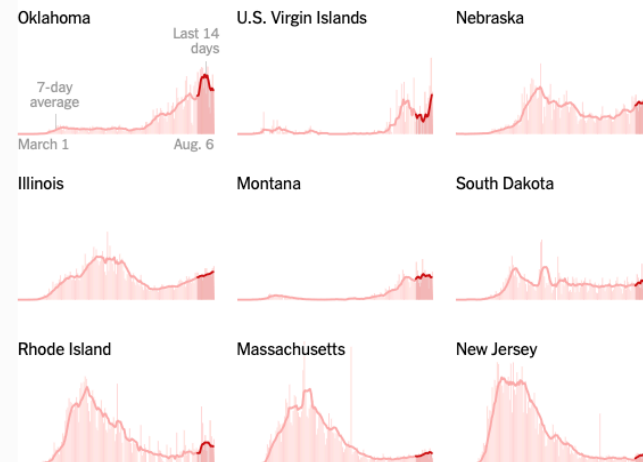 Oklahoma
U.S. Virgin Islands
Nebraska
Last 14
days
7-day
average
March 1
Aug. 6
Illinois
Montana
South Dakota
Rhode Island
Massachusetts
New Jersey